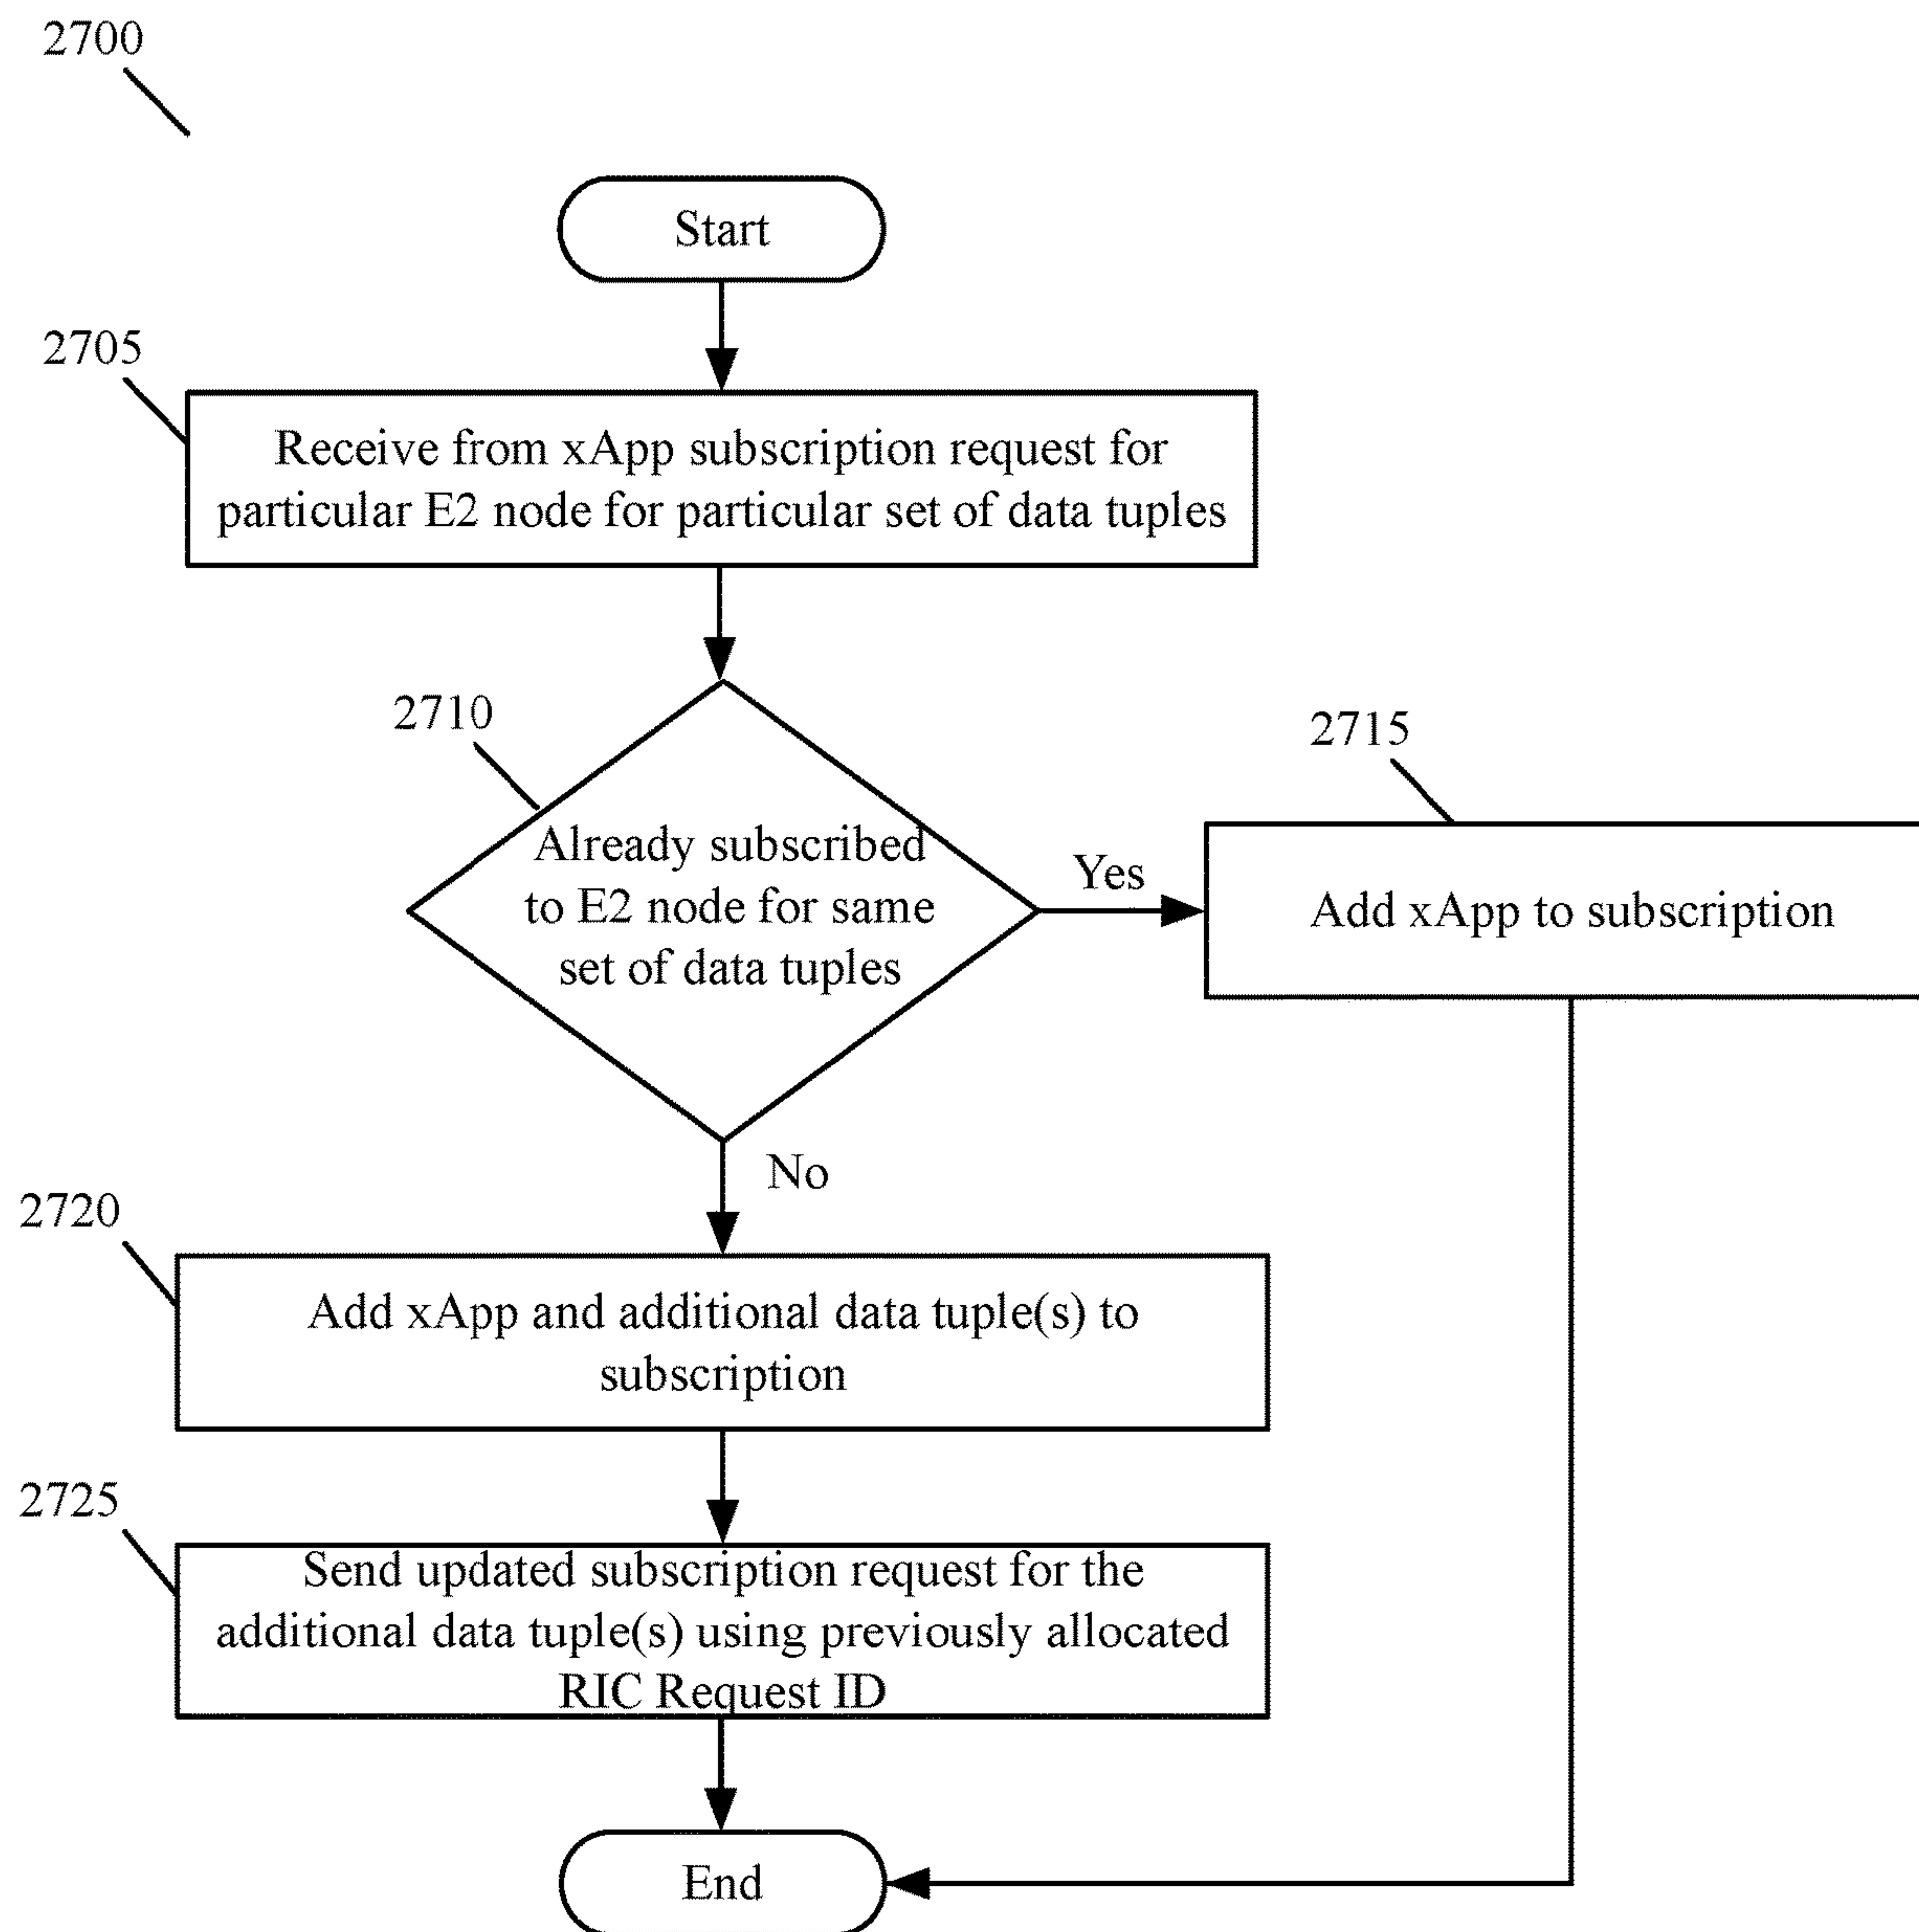 2700
Start
2705
Receive from xApp subscription request for
particular E2 node for particular set of data tuples
2710
Already subscribed
to E2 node for same
set of data tuples
Yes
2715
Add xApp to subscription
No
2720
Add xApp and additional data tuple(s) to
subscription
2725
Send updated subscription request for the
additional data tuple(s) using previously allocated
RIC Request ID
End